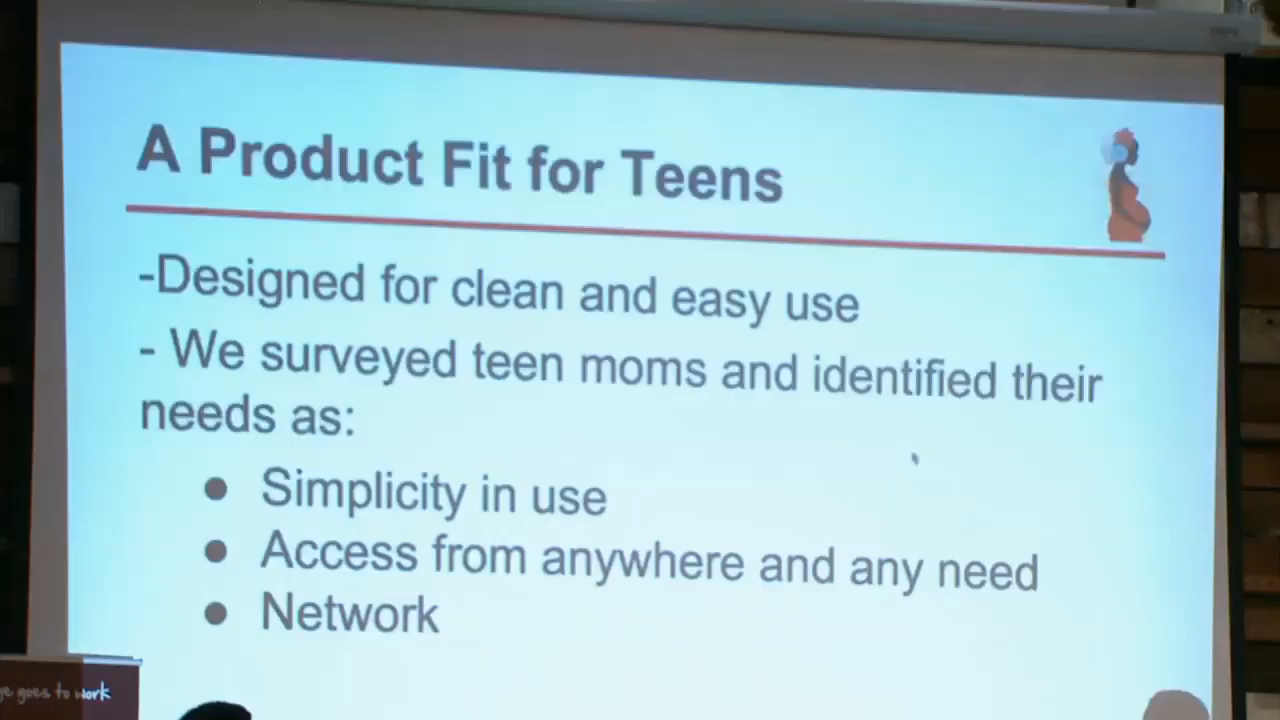 A Product Fit for Teens
-Designed for clean and easy use
- We surveyed teen moms and identified their
needs as:
● Simplicity in use
● Access from anywhere and any need
● Network
goes to work